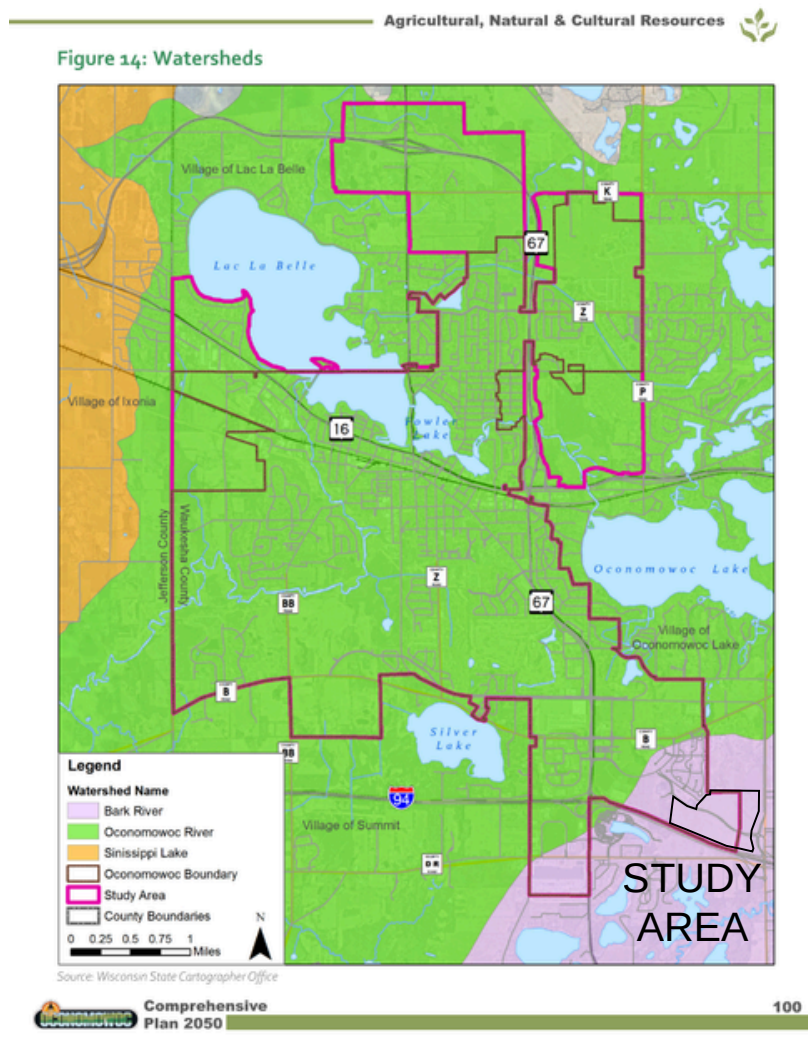 Agricultural, Natural & Cultural Resources
Figure 14: Watersheds
Village of Lac La Belle
K
67
Lac La Belle
Z
P
Village of Ixonia
16
Fowler
Lake
Jefferson County
Waukesha County
Oconomowoc Lake
Z
BB
67
Village of
Oconomowoc Lake
B
Silver
Lake
B
BB
94
Village of Summit
DR
STUDY
AREA
Legend
Watershed Name
Bark River
Oconomowoc River
Sinissippi Lake
Oconomowoc Boundary
Study Area
County Boundaries
N
0 0.25 0.5 0.75 1
Miles
Source: Wisconsin State Cartographer Office
OCONOMOWOC
Comprehensive
Plan 2050
100